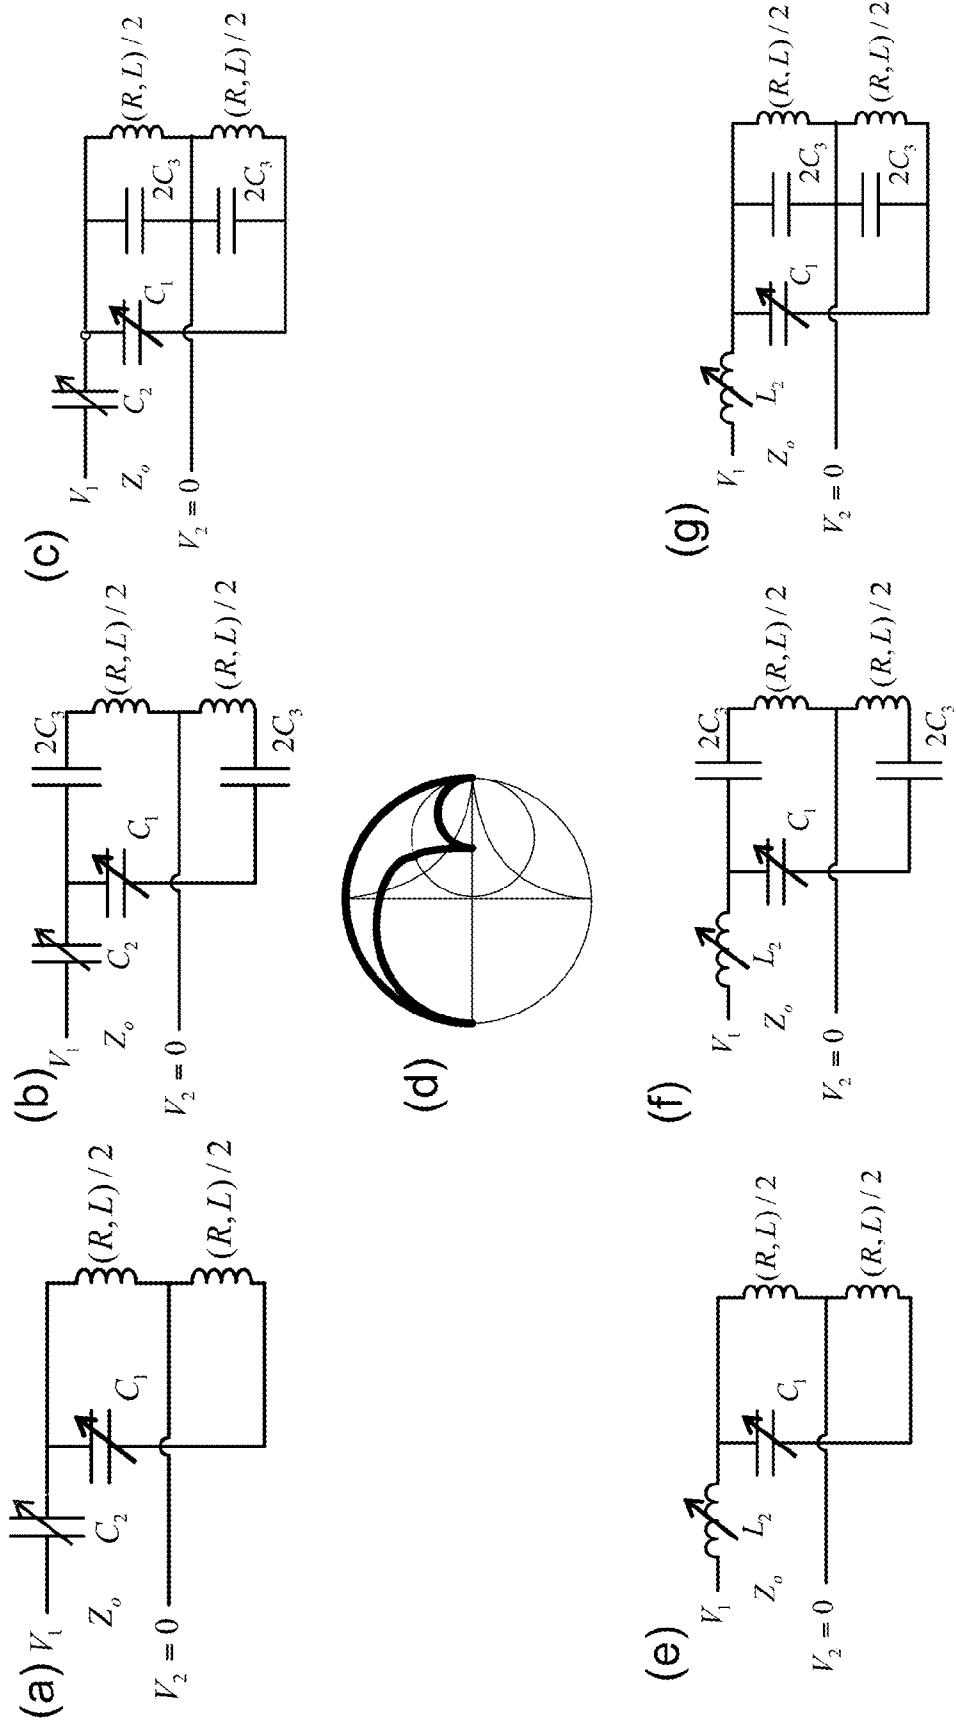 (a)
V₁
C₂
Zₒ
C₁
V₂ = 0
(R, L) / 2
(R, L) / 2
(b)
V₁
C₂
Zₒ
C₁
V₂ = 0
2C₃
2C₃
(R, L) / 2
(R, L) / 2
(c)
V₁
C₂
Zₒ
C₁
V₂ = 0
2C₃
2C₃
(R, L) / 2
(R, L) / 2
(d)
(e)
V₁
L₂
Zₒ
C₁
V₂ = 0
(R, L) / 2
(R, L) / 2
(f)
V₁
L₂
Zₒ
C₁
V₂ = 0
2C₃
2C₃
(R, L) / 2
(R, L) / 2
(g)
V₁
L₂
Zₒ
C₁
V₂ = 0
2C₃
2C₃
(R, L) / 2
(R, L) / 2